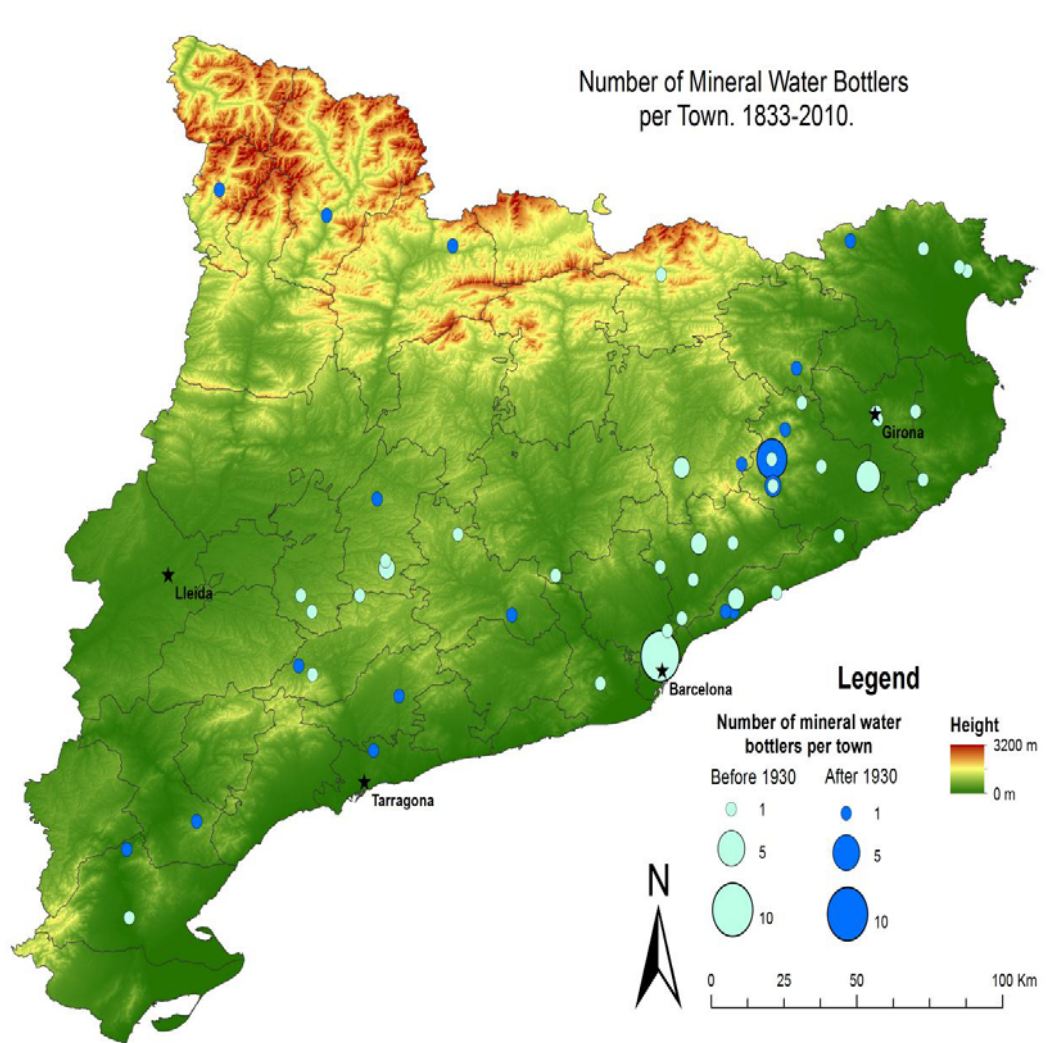 Number of Mineral Water Bottlers
per Town. 1833-2010.
Girona
Lleida
Barcelona
Tarragona
Legend
Number of mineral water
bottlers per town
Before 1930
After 1930
1
1
5
5
10
10
Height
3200 m
0 m
N
0
25
50
100 Km